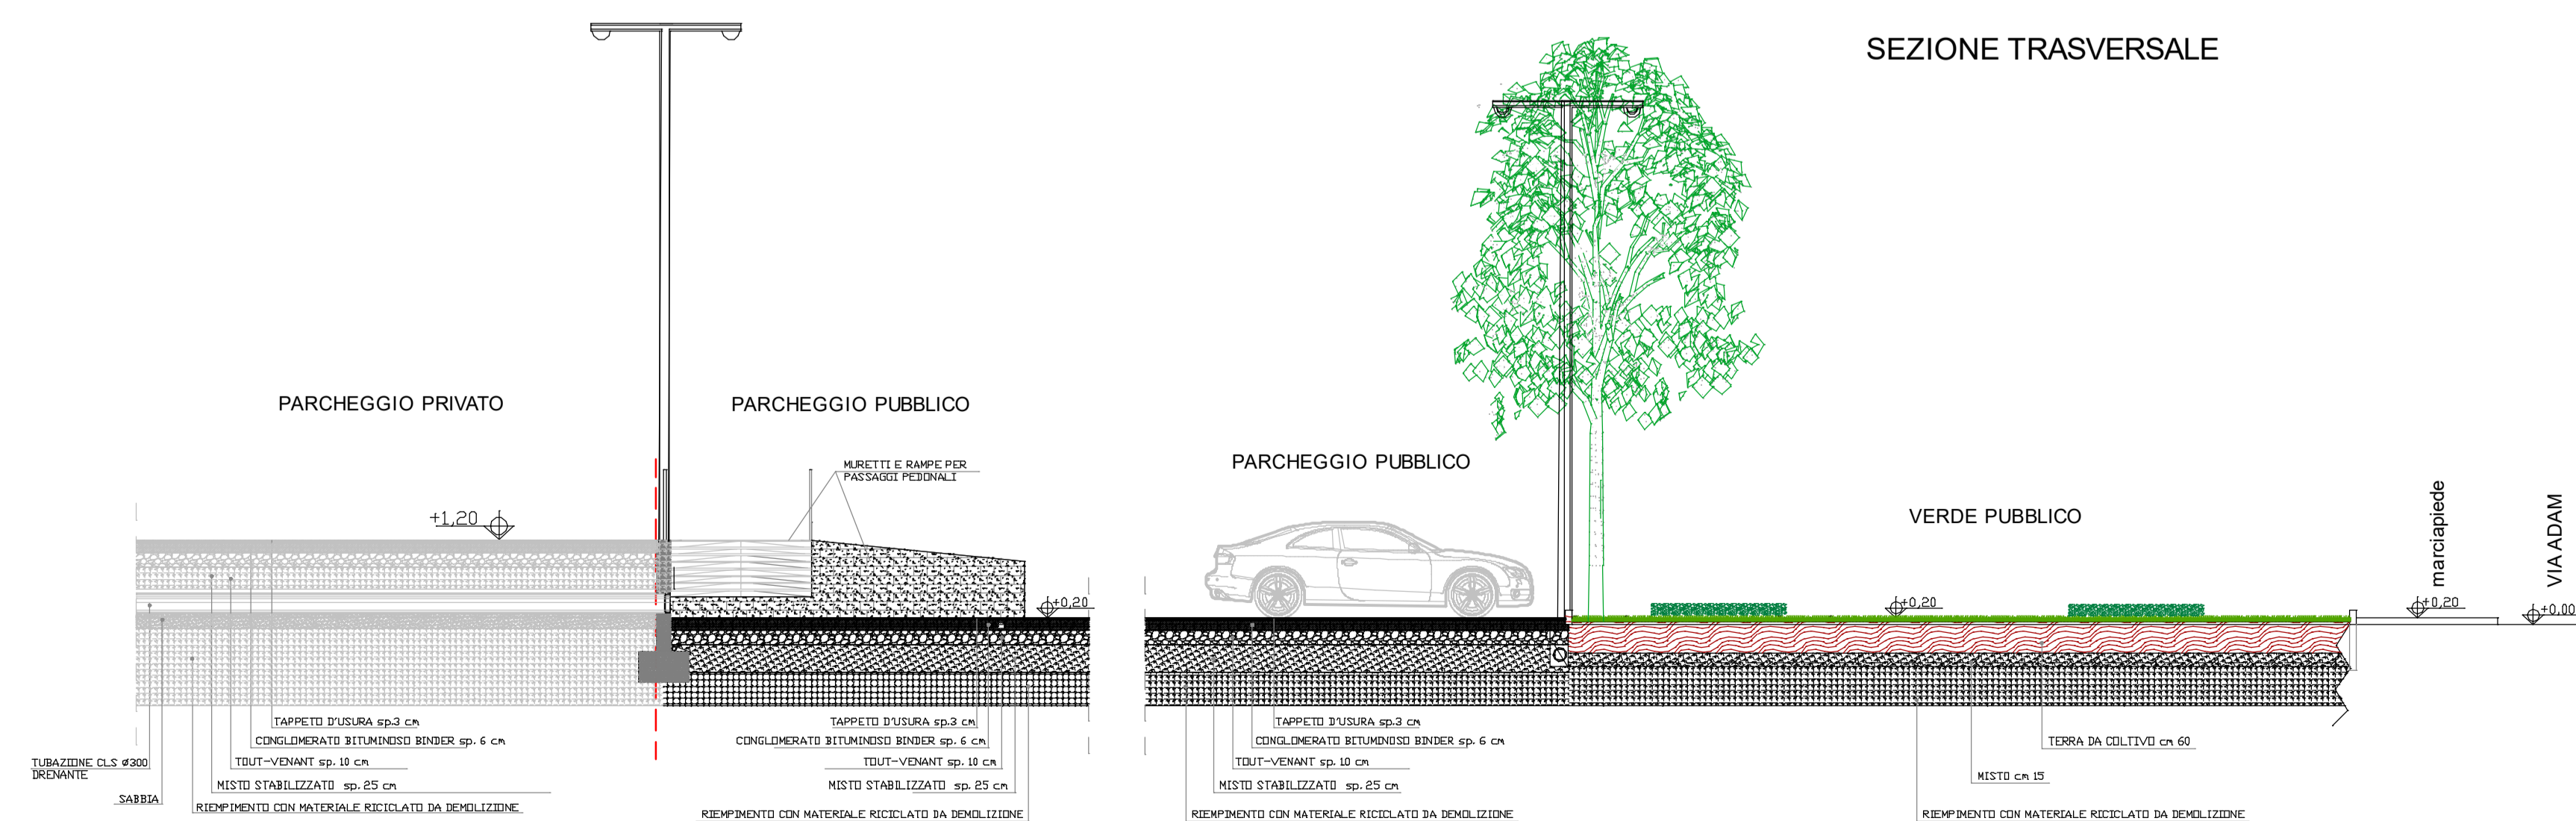 SEZIONE TRASVERSALE
PARCHEGGIO PRIVATO
PARCHEGGIO PUBBLICO
MURETTI E RAMPE PER
PASSAGGI PEDONALI
PARCHEGGIO PUBBLICO
VERDE PUBBLICO
marciapiede
VIA ADAM
+1,20
+0,20
+0,20
+0,20
+0,00
TAPPETO D'USURA sp.3 cm
CONGLOMERATO BITUMINOSO BINDER sp. 6 cm
TUBAZIONE CLS Ø300
DRENANTE
TOUT-VENANT sp. 10 cm
MISTO STABILIZZATO sp. 25 cm
SABBIA
RIEMPIMENTO CON MATERIALE RICICLATO DA DEMOLIZIONE
TAPPETO D'USURA sp.3 cm
CONGLOMERATO BITUMINOSO BINDER sp. 6 cm
TOUT-VENANT sp. 10 cm
MISTO STABILIZZATO sp. 25 cm
RIEMPIMENTO CON MATERIALE RICICLATO DA DEMOLIZIONE
TAPPETO D'USURA sp.3 cm
CONGLOMERATO BITUMINOSO BINDER sp. 6 cm
TOUT-VENANT sp. 10 cm
MISTO STABILIZZATO sp. 25 cm
RIEMPIMENTO CON MATERIALE RICICLATO DA DEMOLIZIONE
TERRA DA COLTIVO cm 60
MISTO cm 15
RIEMPIMENTO CON MATERIALE RICICLATO DA DEMOLIZIONE